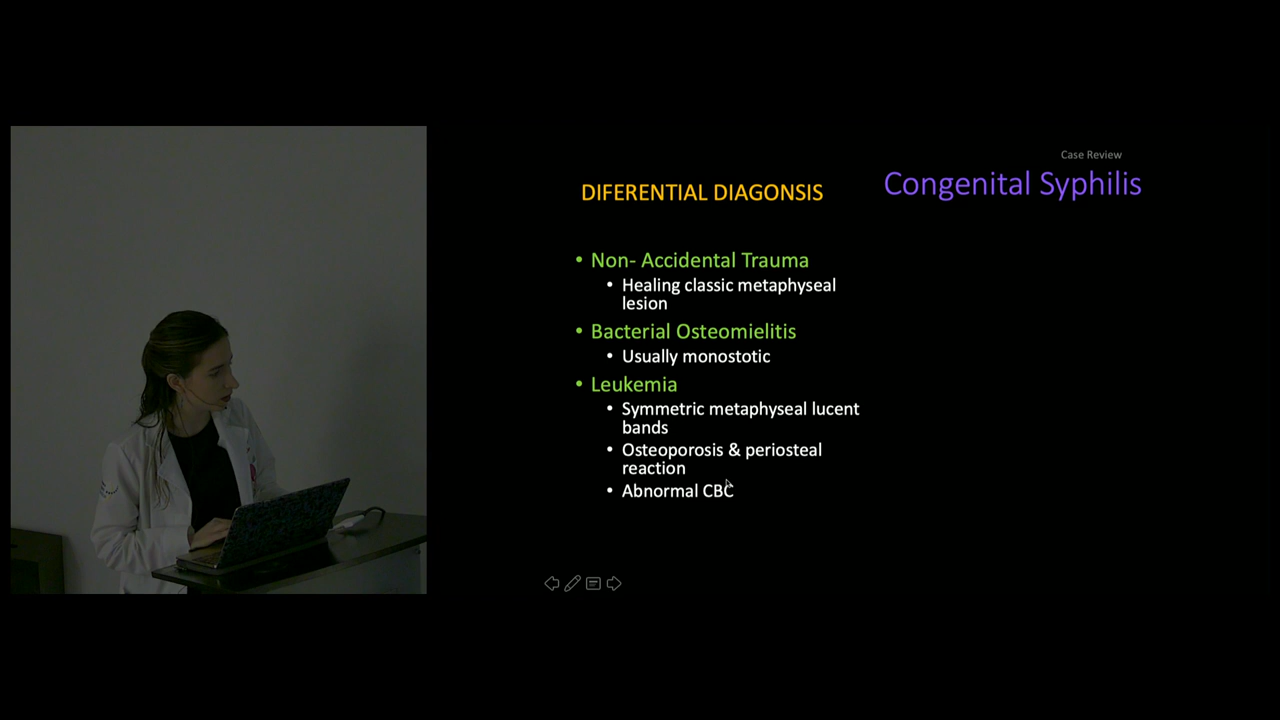 Case Review
Congenital Syphilis
DIFERENTIAL DIAGONSIS
• Non- Accidental Trauma
• Healing classic metaphyseal
lesion
• Bacterial Osteomielitis
• Usually monostotic
• Leukemia
• Symmetric metaphyseal lucent
bands
• Osteoporosis & periosteal
reaction
• Abnormal CBC